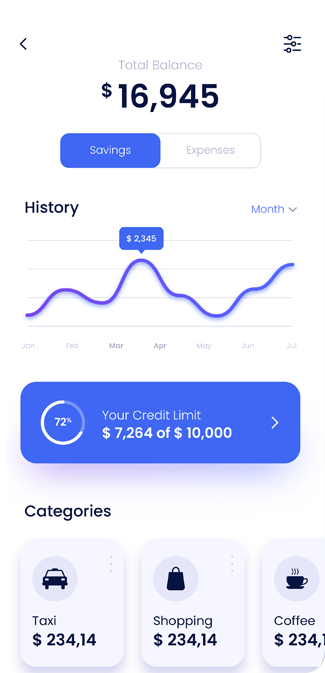 Total Balance
$ 16,945
Savings Expenses
History Month
$ 2,345
Jan Feb Mar Apr May Jun Jul
72%
Your Credit Limit
$ 7,264 of $ 10,000
Categories
Taxi Shopping Coffee
$ 234,14 $ 234,14 $ 234,1